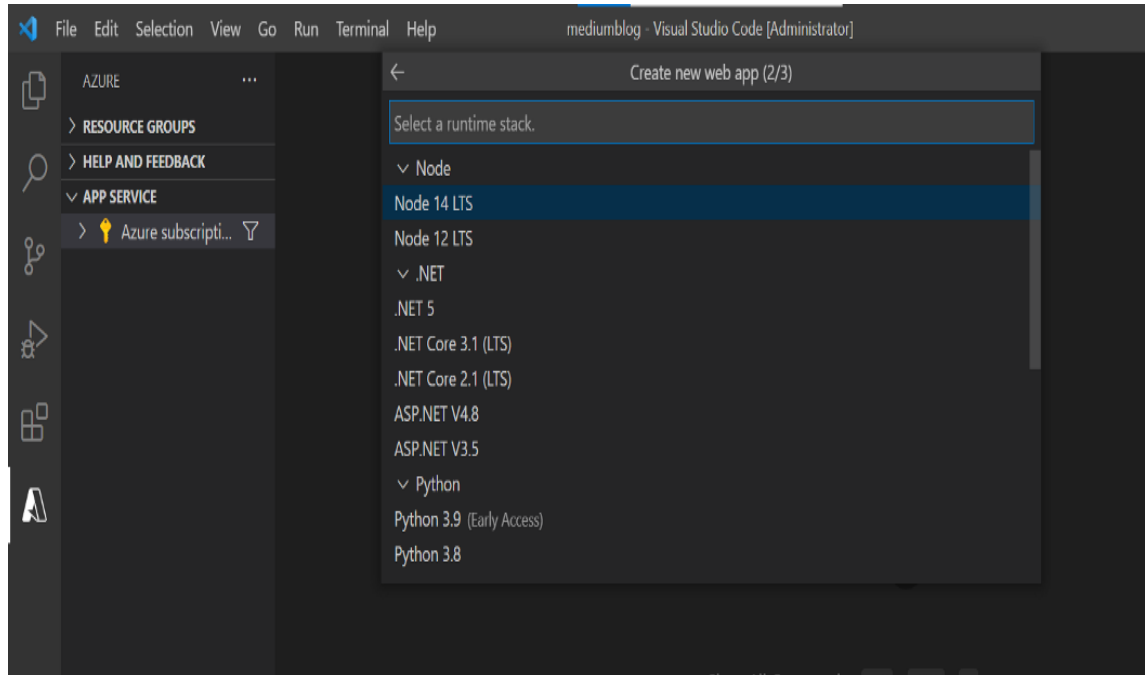 File Edit Selection View Go Run Terminal Help mediumblog - Visual Studio Code [Administrator]
AZURE ...
RESOURCE GROUPS
HELP AND FEEDBACK
APP SERVICE
Azure subscripti...
Create new web app (2/3)
Select a runtime stack.
Node
Node 14 LTS
Node 12 LTS
.NET
.NET 5
.NET Core 3.1 (LTS)
.NET Core 2.1 (LTS)
ASP.NET V4.8
ASP.NET V3.5
Python
Python 3.9 (Early Access)
Python 3.8